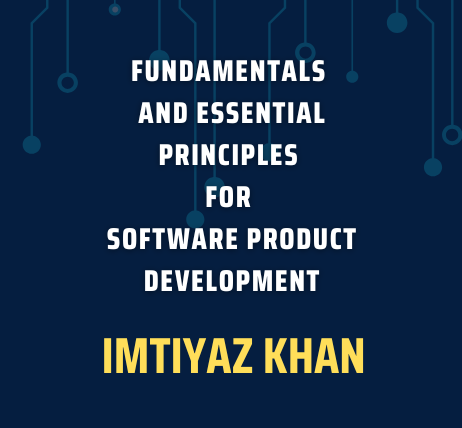 FUNDAMENTALS
AND ESSENTIAL
PRINCIPLES
FOR
SOFTWARE PRODUCT
DEVELOPMENT
IMTIYAZ KHAN